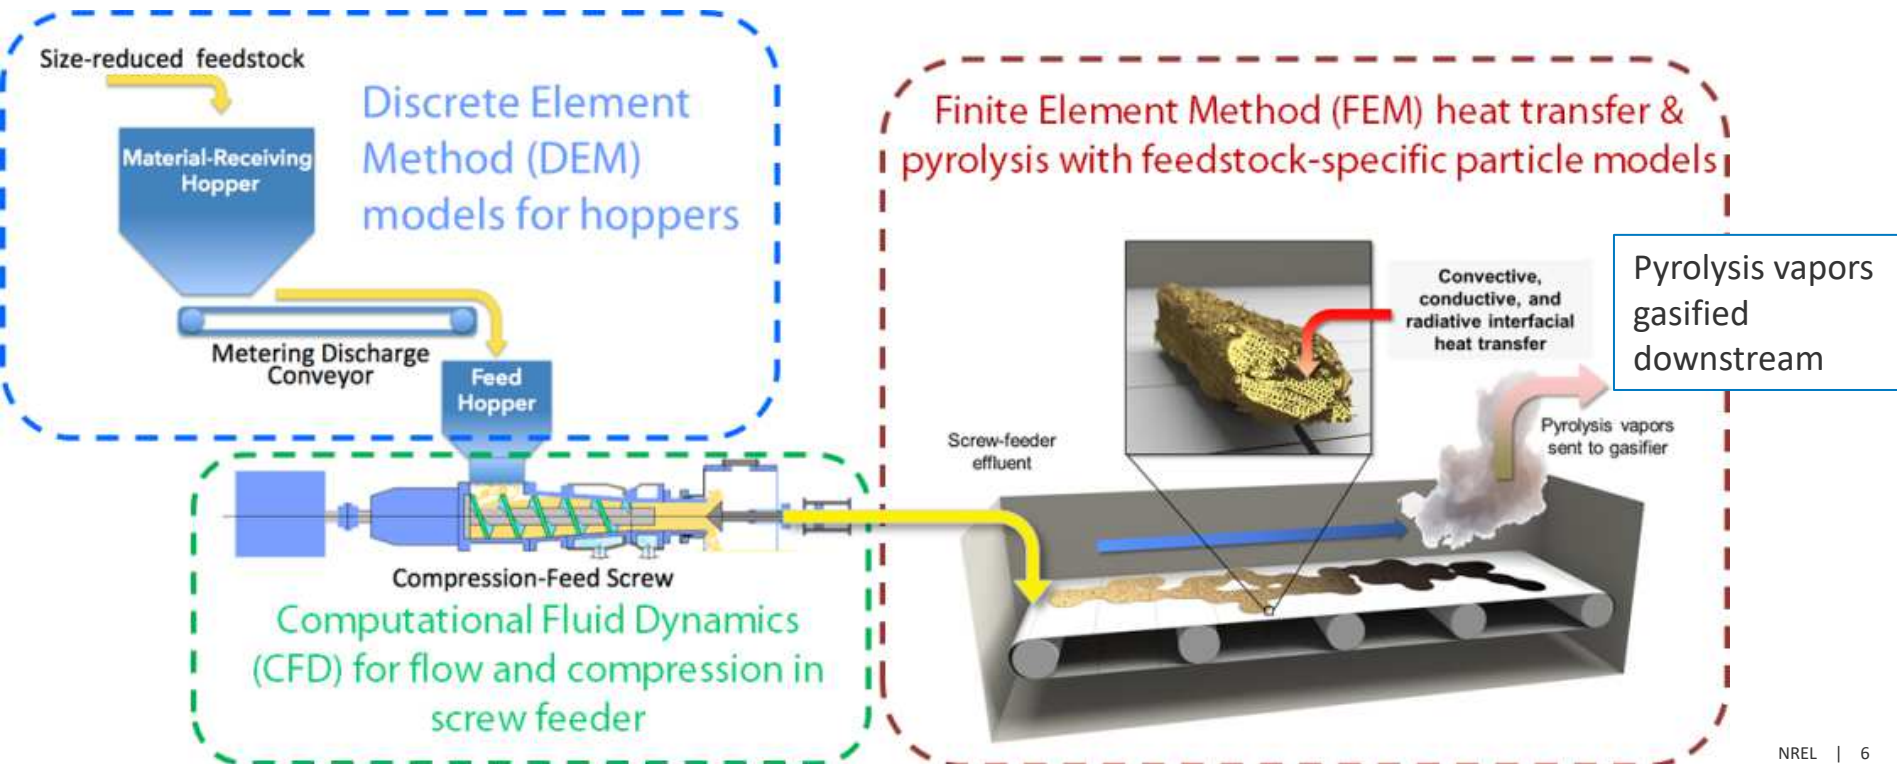 Size-reduced feedstock
Material-Receiving
Hopper
Discrete Element
Method (DEM)
models for hoppers
Metering Discharge
Conveyor
Feed
Hopper
Compression-Feed Screw
Computational Fluid Dynamics
(CFD) for flow and compression in
screw feeder
Finite Element Method (FEM) heat transfer &
pyrolysis with feedstock-specific particle models
Convective,
conductive, and
radiative interfacial
heat transfer
Screw-feeder
effluent
Pyrolysis vapors
sent to gasifier
Pyrolysis vapors
gasified
downstream
NREL | 6